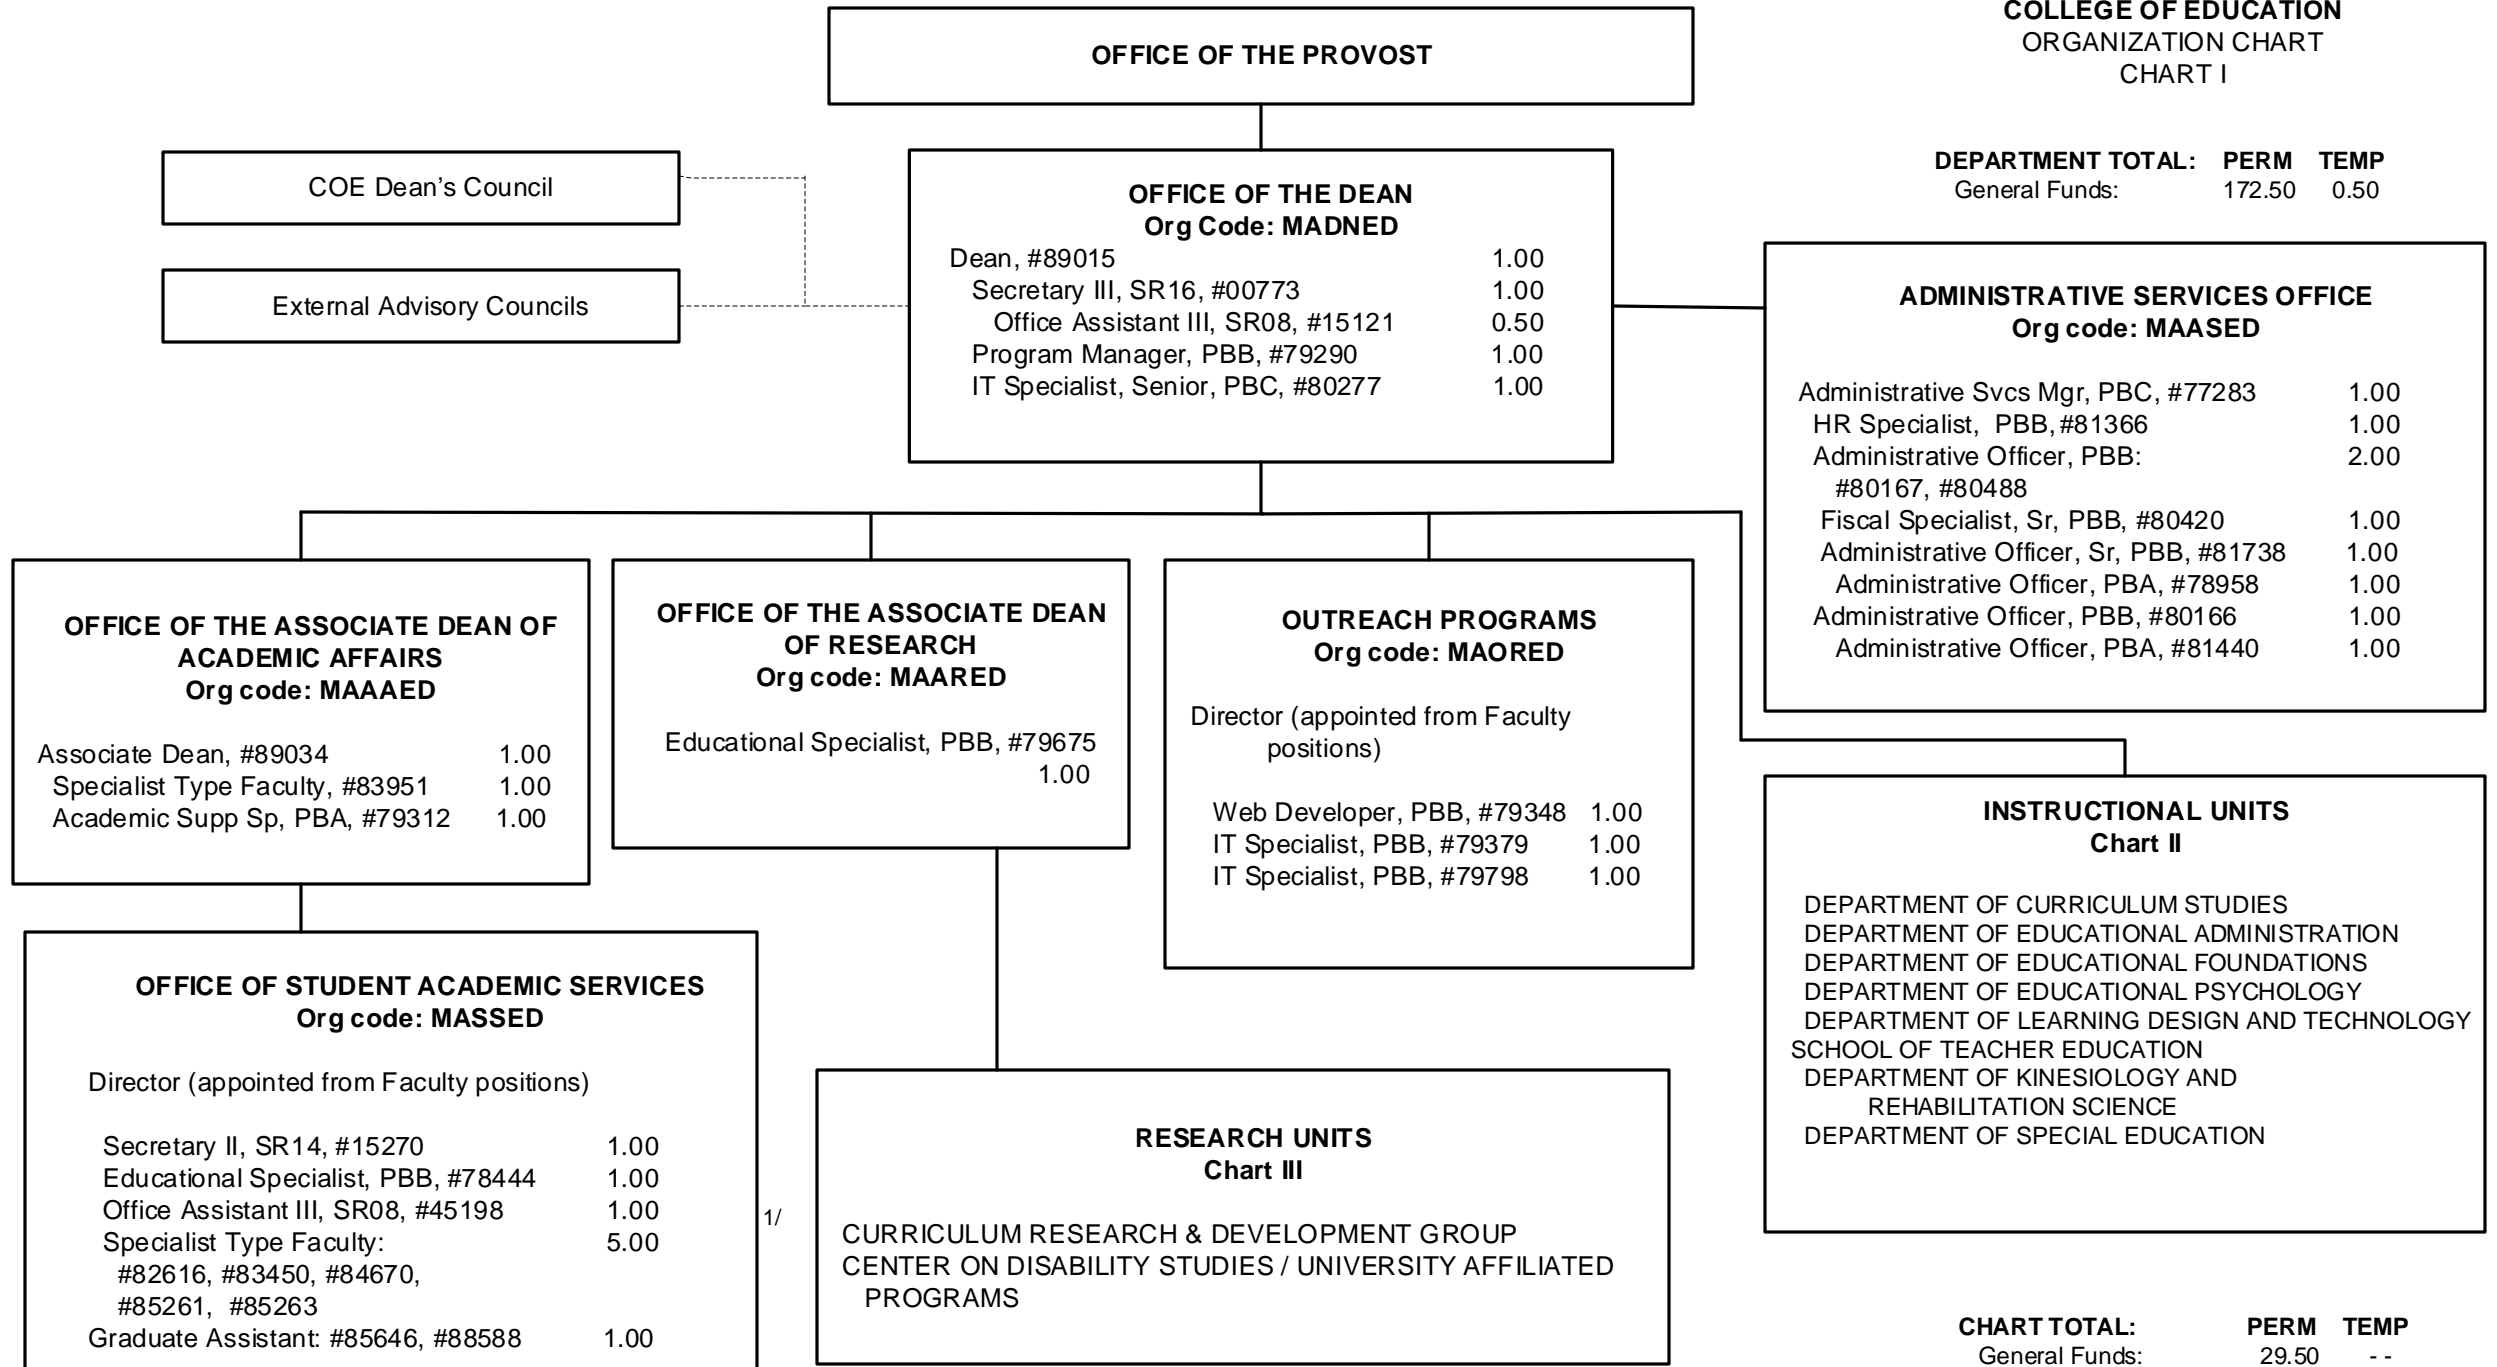 COLLEGE OF EDUCATION
ORGANIZATION CHART
CHART I
DEPARTMENT TOTAL: PERM TEMP
General Funds: 172.50 0.50
OFFICE OF THE PROVOST
COE Dean’s Council
External Advisory Councils
OFFICE OF THE DEAN
Org Code: MADNED
Dean, #89015 1.00
Secretary III, SR16, #00773 1.00
Office Assistant III, SR08, #15121 0.50
Program Manager, PBB, #79290 1.00
IT Specialist, Senior, PBC, #80277 1.00
ADMINISTRATIVE SERVICES OFFICE
Org code: MAASED
Administrative Svcs Mgr, PBC, #77283 1.00
HR Specialist, PBB, #81366 1.00
Administrative Officer, PBB: 2.00
#80167, #80488
Fiscal Specialist, Sr, PBB, #80420 1.00
Administrative Officer, Sr, PBB, #81738 1.00
Administrative Officer, PBA, #78958 1.00
Administrative Officer, PBB, #80166 1.00
Administrative Officer, PBA, #81440 1.00
OFFICE OF THE ASSOCIATE DEAN OF
ACADEMIC AFFAIRS
Org code: MAAAED
Associate Dean, #89034 1.00
Specialist Type Faculty, #83951 1.00
Academic Supp Sp, PBA, #79312 1.00
OFFICE OF THE ASSOCIATE DEAN
OF RESEARCH
Org code: MAARED
Educational Specialist, PBB, #79675
1.00
OUTREACH PROGRAMS
Org code: MAORED
Director (appointed from Faculty
positions)
Web Developer, PBB, #79348 1.00
IT Specialist, PBB, #79379 1.00
IT Specialist, PBB, #79798 1.00
INSTRUCTIONAL UNITS
Chart II
DEPARTMENT OF CURRICULUM STUDIES
DEPARTMENT OF EDUCATIONAL ADMINISTRATION
DEPARTMENT OF EDUCATIONAL FOUNDATIONS
DEPARTMENT OF EDUCATIONAL PSYCHOLOGY
DEPARTMENT OF LEARNING DESIGN AND TECHNOLOGY
SCHOOL OF TEACHER EDUCATION
DEPARTMENT OF KINESIOLOGY AND
REHABILITATION SCIENCE
DEPARTMENT OF SPECIAL EDUCATION
OFFICE OF STUDENT ACADEMIC SERVICES
Org code: MASSED
Director (appointed from Faculty positions)
Secretary II, SR14, #15270 1.00
Educational Specialist, PBB, #78444 1.00
Office Assistant III, SR08, #45198 1.00
1/
Specialist Type Faculty: 5.00
#82616, #83450, #84670,
#85261, #85263
Graduate Assistant: #85646, #88588 1.00
RESEARCH UNITS
Chart III
CURRICULUM RESEARCH & DEVELOPMENT GROUP
CENTER ON DISABILITY STUDIES / UNIVERSITY AFFILIATED
PROGRAMS
CHART TOTAL: PERM TEMP
General Funds: 29.50 - -